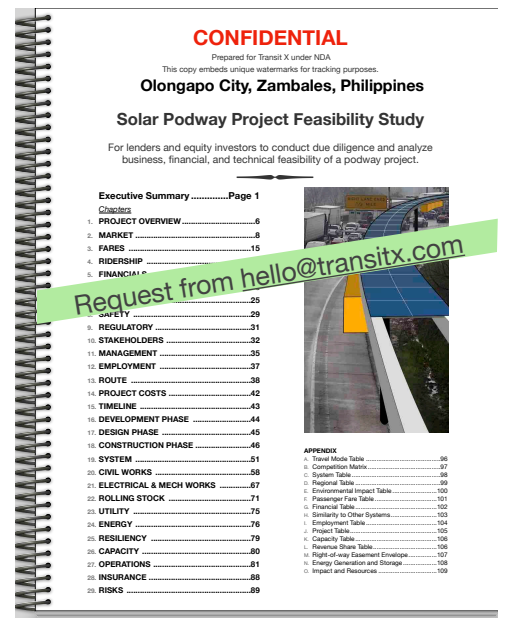 CONFIDENTIAL
Prepared for Transit X under NDA
This copy embeds unique watermarks for tracking purposes.
Olongapo City, Zambales, Philippines
Solar Podway Project Feasibility Study
For lenders and equity investors to conduct due diligence and analyze
business, financial, and technical feasibility of a podway project.
Executive Summary ..............Page 1
Chapters
1. PROJECT OVERVIEW ....................................6
2. MARKET ....................................8
3. FARES ....................................15
4. RIDERSHIP
5. FINANCIALS
Request from hello@transitx.com
25
SAFETY ....................................29
9. REGULATORY ....................................31
10. STAKEHOLDERS ....................................32
11. MANAGEMENT ....................................35
12. EMPLOYMENT ....................................37
13. ROUTE ....................................38
14. PROJECT COSTS ....................................42
15. TIMELINE ....................................43
16. DEVELOPMENT PHASE ....................................44
17. DESIGN PHASE ....................................45
18. CONSTRUCTION PHASE ....................................46
19. SYSTEM ....................................51
20. CIVIL WORKS ....................................58
21. ELECTRICAL & MECH WORKS ..............67
22. ROLLING STOCK ....................................71
23. UTILITY ....................................75
24. ENERGY ....................................76
25. RESILIENCY ....................................79
26. CAPACITY ....................................80
27. OPERATIONS ....................................81
28. INSURANCE ....................................88
29. RISKS ....................................89
APPENDIX
A. Travel Mode Table ....................................96
B. Competition Matrix ....................................97
C. System Table ....................................98
D. Regional Table ....................................99
E. Environmental Impact Table ......................100
F. Passenger Fare Table ..............................101
G. Financial Table ....................................102
H. Similarity to Other Systems ......................103
I. Employment Table ..............................104
J. Project Table ....................................105
K. Capacity Table ....................................106
L. Revenue Share Table ..............................106
M. Right-of-way Easement Envelope ..............107
N. Energy Generation and Storage ..............108
O. Impact and Resources ..............................109